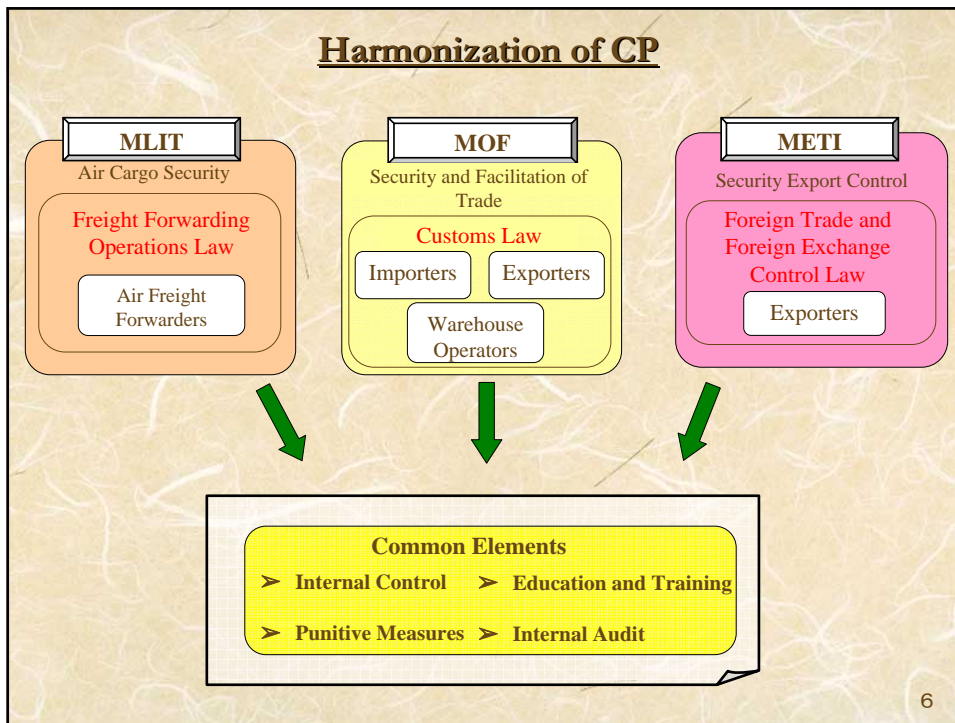 Harmonization of CP
MLIT
Air Cargo Security
Freight Forwarding
Operations Law
Air Freight
Forwarders
MOF
Security and Facilitation of
Trade
Customs Law
Importers
Exporters
Warehouse
Operators
METI
Security Export Control
Foreign Trade and
Foreign Exchange
Control Law
Exporters
Common Elements
➢ Internal Control
➢ Education and Training
➢ Punitive Measures
➢ Internal Audit
6